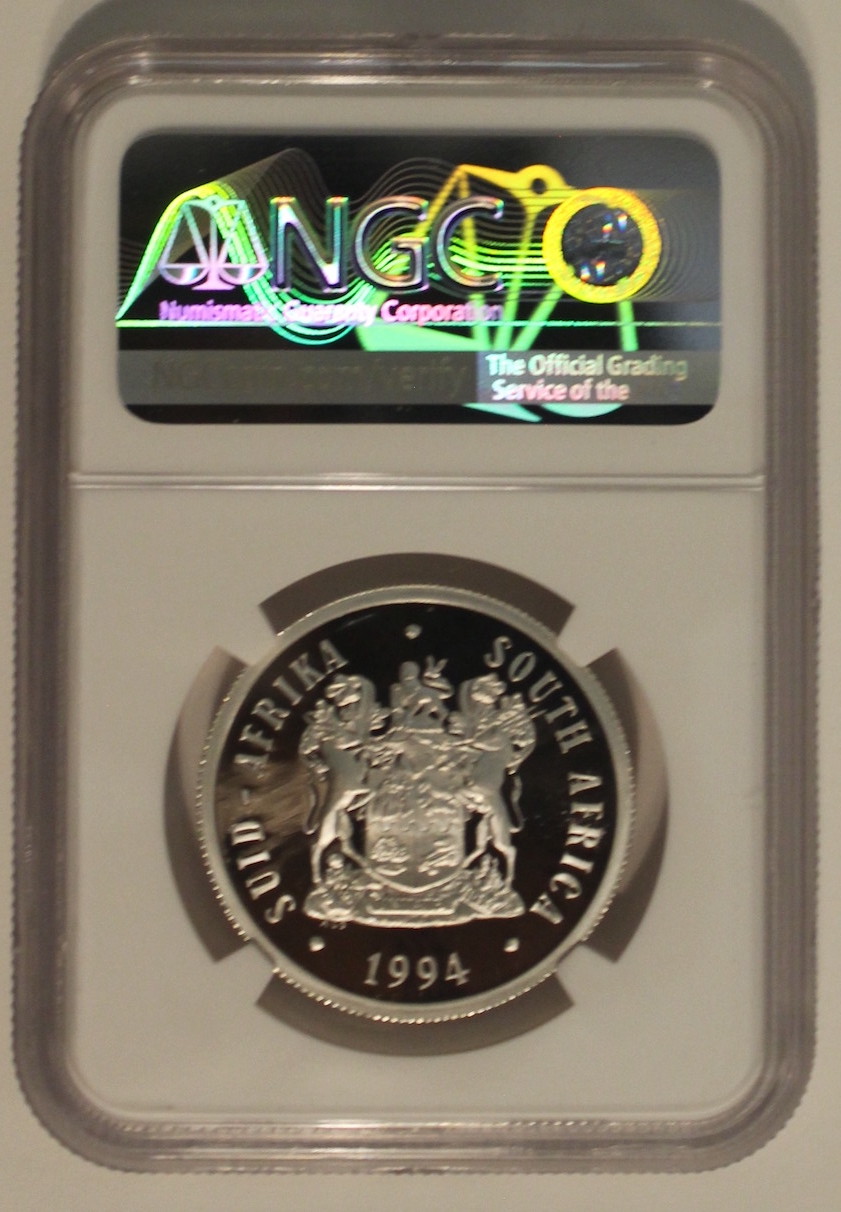 NGC
Numismatic Guaranty Corporation
The Official Grading
Service of the
SUID-AFRIKA
SOUTH AFRICA
1994